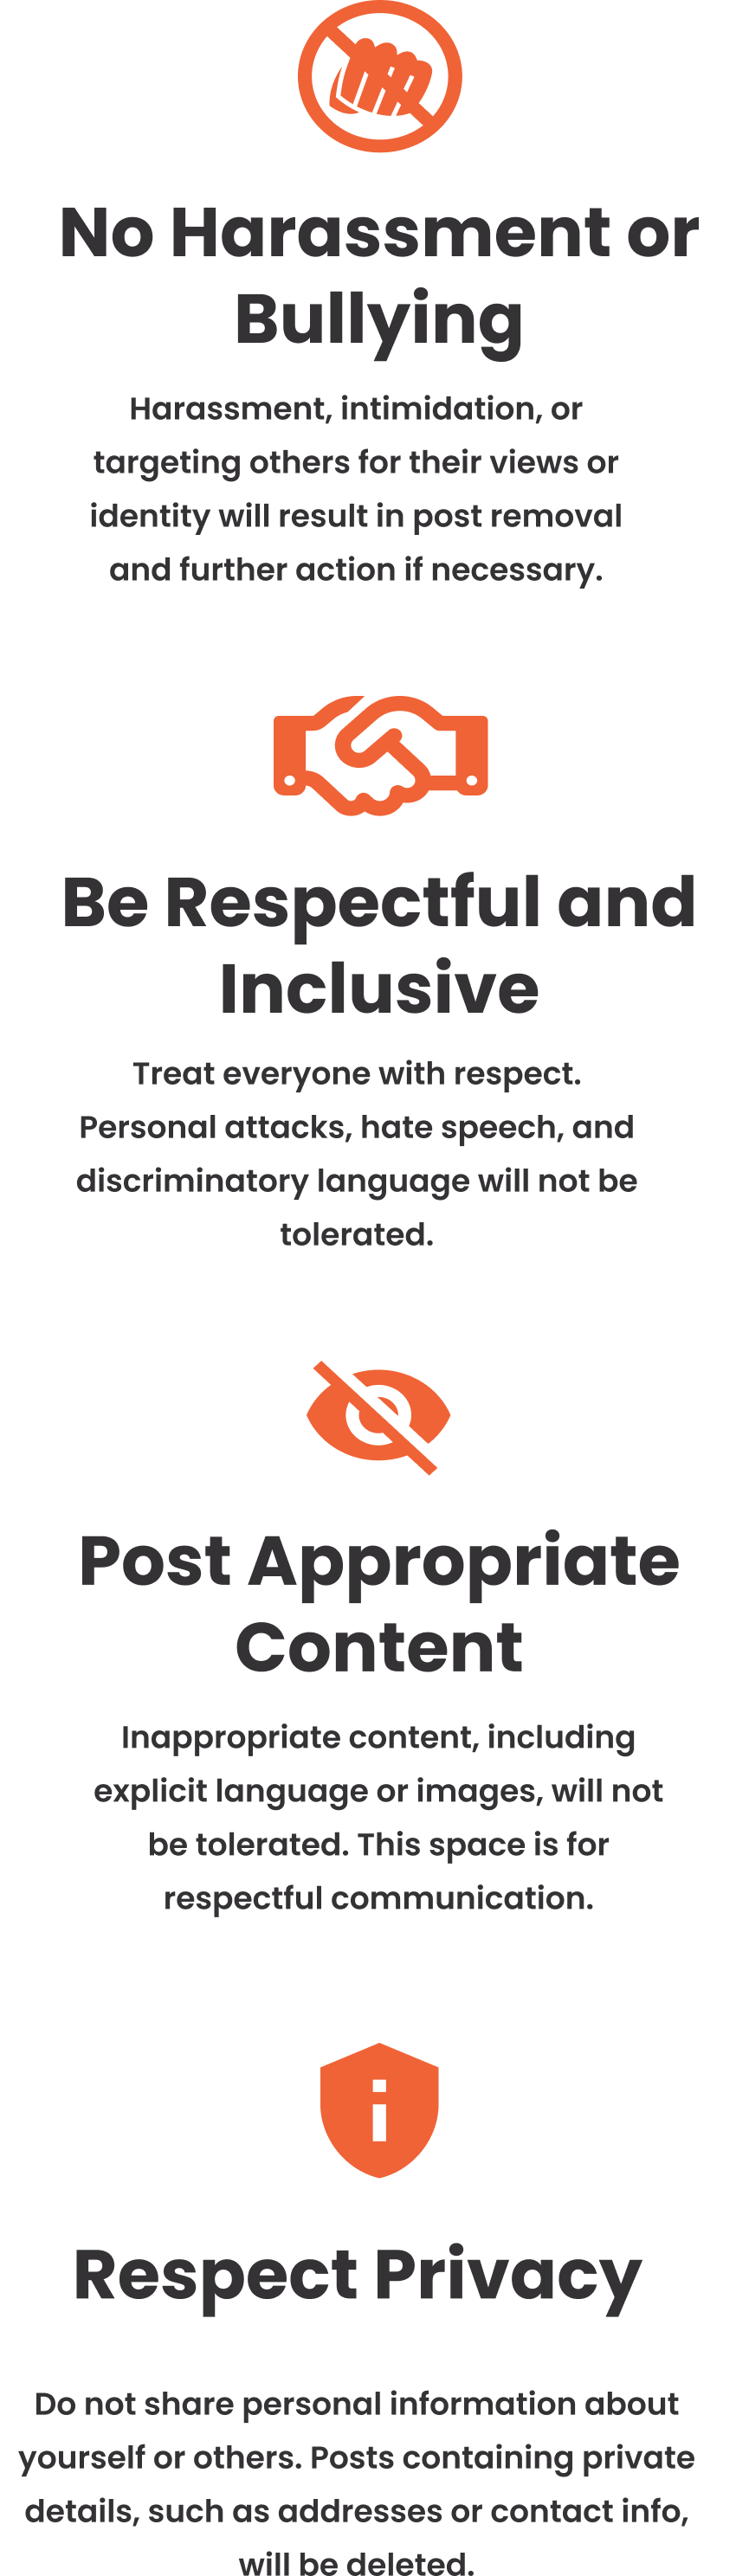 No Harassment or
Bullying
Harassment, intimidation, or
targeting others for their views or
identity will result in post removal
and further action if necessary.
Be Respectful and
Inclusive
Treat everyone with respect.
Personal attacks, hate speech, and
discriminatory language will not be
tolerated.
Post Appropriate
Content
Inappropriate content, including
explicit language or images, will not
be tolerated. This space is for
respectful communication.
Respect Privacy
Do not share personal information about
yourself or others. Posts containing private
details, such as addresses or contact info,
will be deleted.